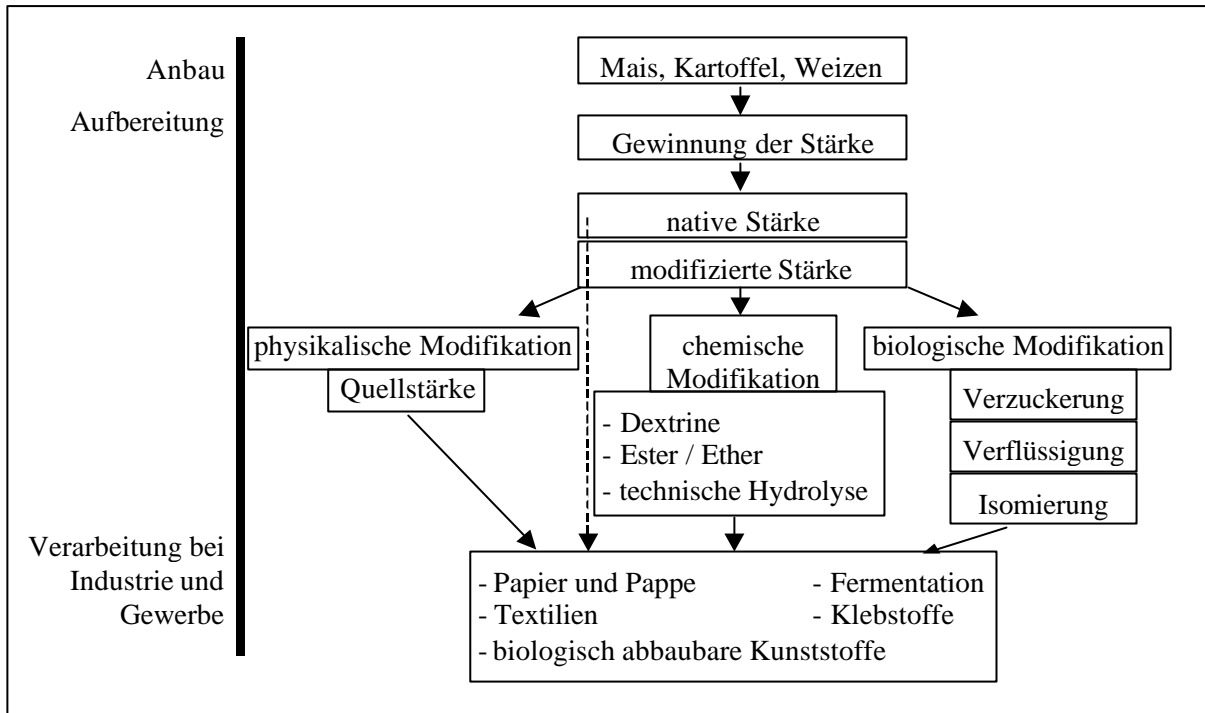 Anbau
Mais, Kartoffel, Weizen
Aufbereitung
Gewinnung der Stärke
native Stärke
modifizierte Stärke
physikalische Modifikation
Quellstärke
chemische
Modifikation
- Dextrine
- Ester / Ether
- technische Hydrolyse
biologische Modifikation
Verzuckerung
Verflüssigung
Isomierung
Verarbeitung bei
Industrie und
Gewerbe
- Papier und Pappe
- Textilien
- biologisch abbaubare Kunststoffe
- Fermentation
- Klebstoffe